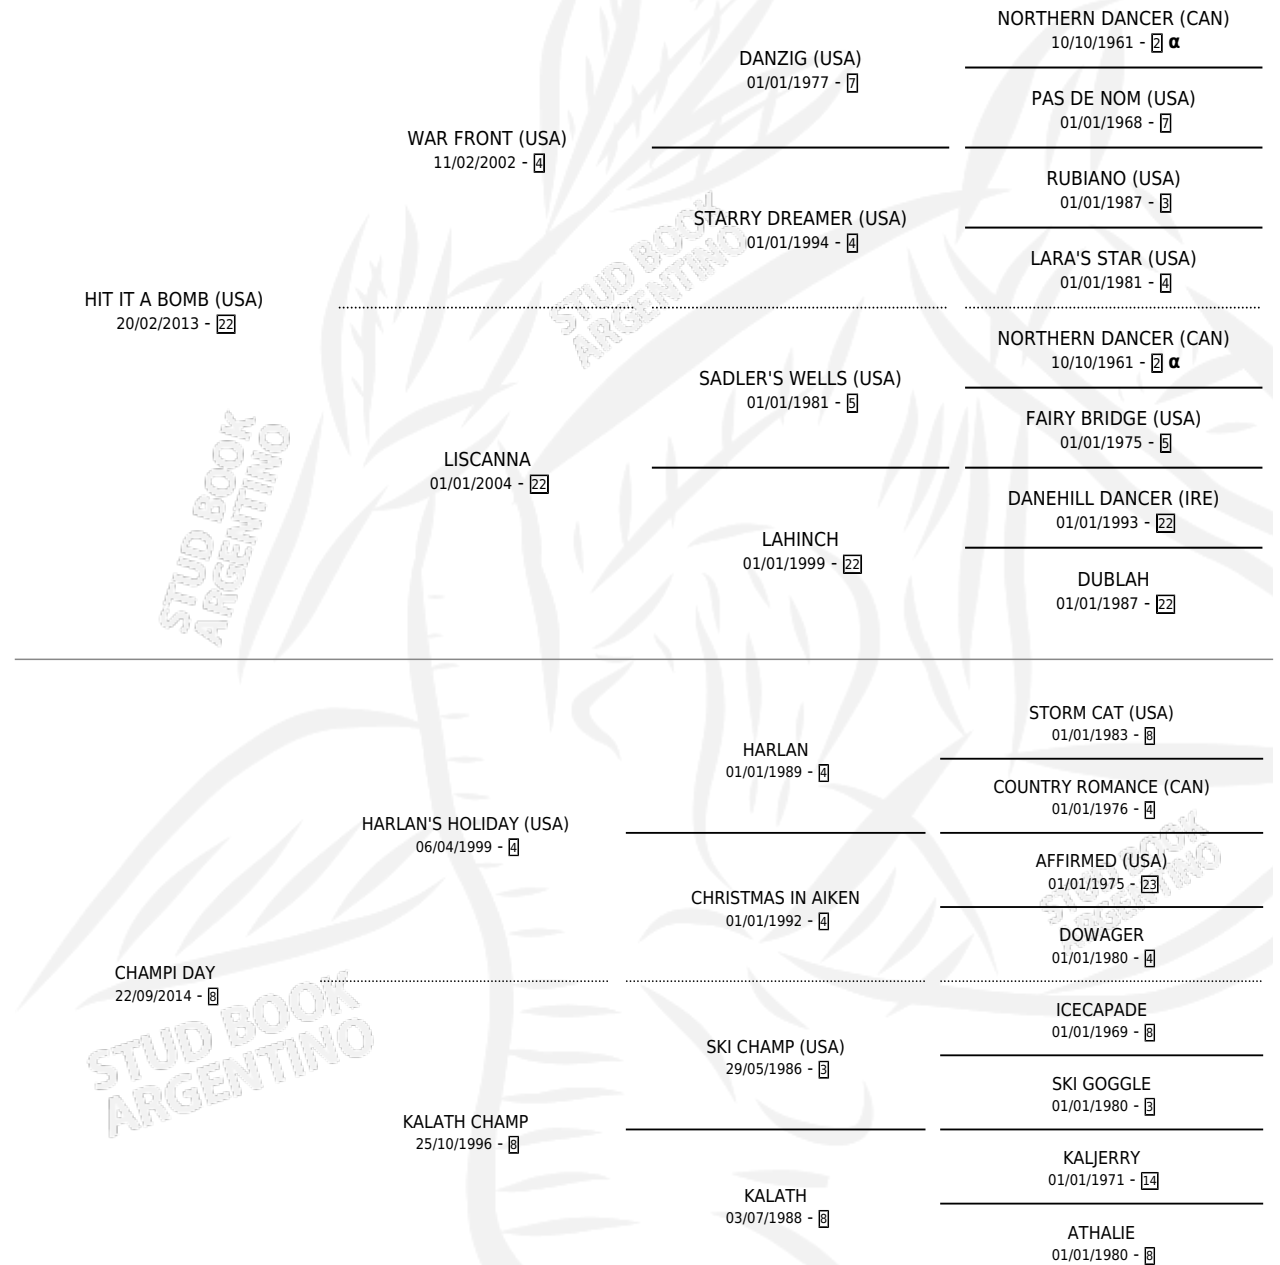 NORTHERN DANCER (CAN)
10/10/1961 - 2 α
DANZIG (USA)
01/01/1977 - 7
PAS DE NOM (USA)
01/01/1968 - 7
WAR FRONT (USA)
11/02/2002 - 4
RUBIANO (USA)
01/01/1987 - 3
STARRY DREAMER (USA)
01/01/1994 - 4
LARA'S STAR (USA)
01/01/1981 - 4
HIT IT A BOMB (USA)
20/02/2013 - 22
NORTHERN DANCER (CAN)
10/10/1961 - 2 α
SADLER'S WELLS (USA)
01/01/1981 - 5
FAIRY BRIDGE (USA)
01/01/1975 - 5
LISCANNA
01/01/2004 - 22
DANEHILL DANCER (IRE)
01/01/1993 - 22
LAHINCH
01/01/1999 - 22
DUBLAH
01/01/1987 - 22
STUD BOOK
ARGENTINO
STUD BOOK
ARGENTINO
STORM CAT (USA)
01/01/1983 - 8
HARLAN
01/01/1989 - 4
COUNTRY ROMANCE (CAN)
01/01/1976 - 4
HARLAN'S HOLIDAY (USA)
06/04/1999 - 4
AFFIRMED (USA)
01/01/1975 - 23
CHRISTMAS IN AIKEN
01/01/1992 - 4
DOWAGER
01/01/1980 - 4
CHAMPI DAY
22/09/2014 - 8
ICECAPADE
01/01/1969 - 8
SKI CHAMP (USA)
29/05/1986 - 3
SKI GOGGLE
01/01/1980 - 3
KALATH CHAMP
25/10/1996 - 8
KALJERRY
01/01/1971 - 14
KALATH
03/07/1988 - 8
ATHALIE
01/01/1980 - 8
STUD BOOK
ARGENTINO
STUD BOOK
ARGENTINO